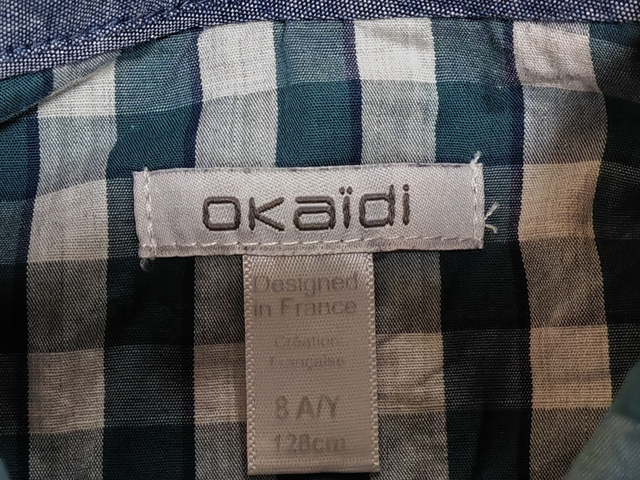 okaïdi
Designed
in France
Création
Française
8 A/Y
128cm